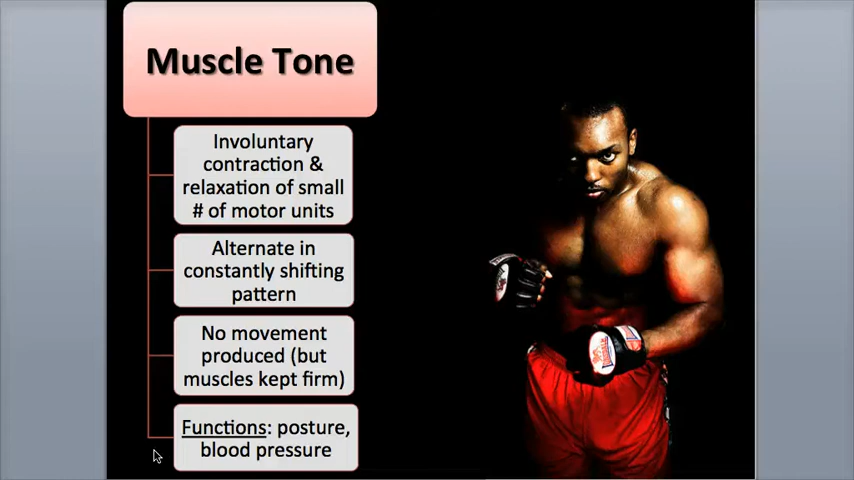 Muscle Tone
Involuntary
contraction &
relaxation of small
# of motor units
Alternate in
constantly shifting
pattern
No movement
produced (but
muscles kept firm)
Functions: posture,
blood pressure